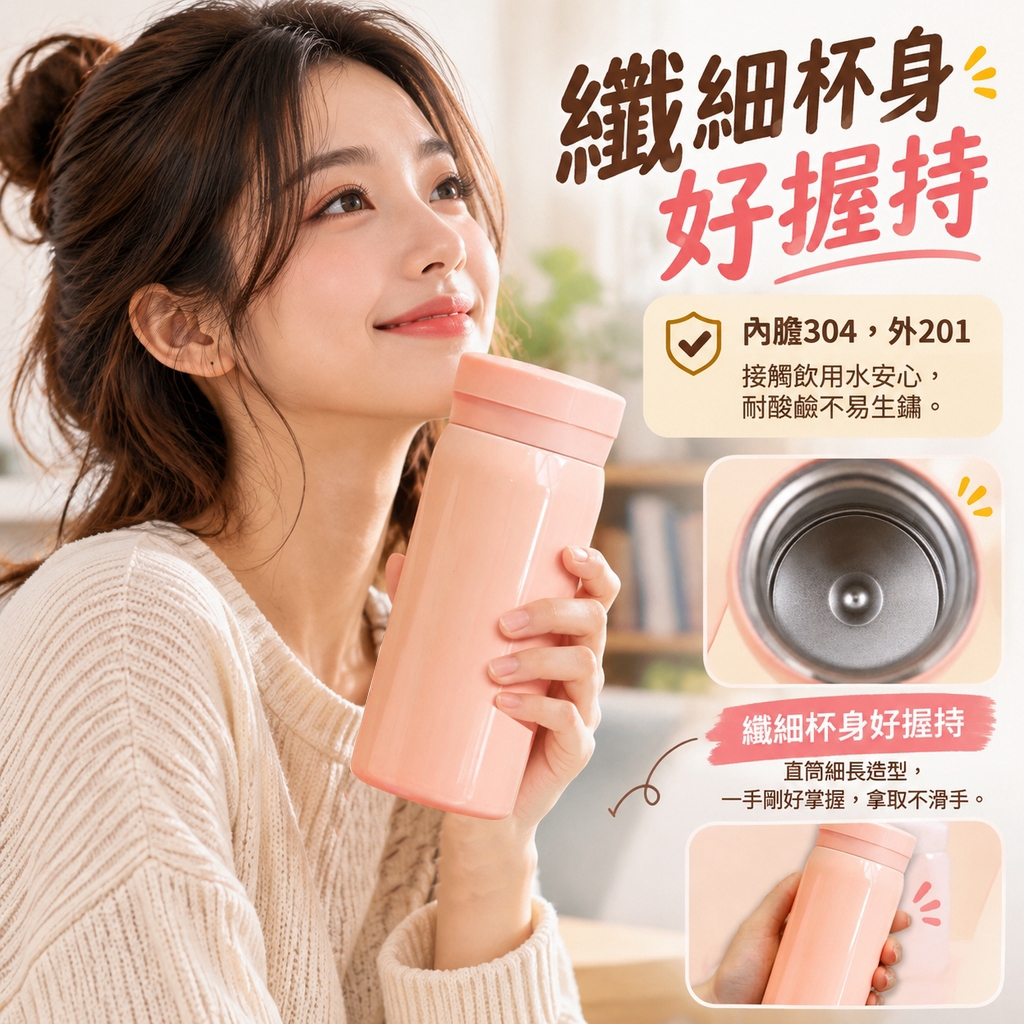 纖細杯身
好握持
內膽304，外201
接觸飲用水安心，
耐酸鹼不易生鏽。
纖細杯身好握持
直筒細長造型，
一手剛好掌握，拿取不滑手。